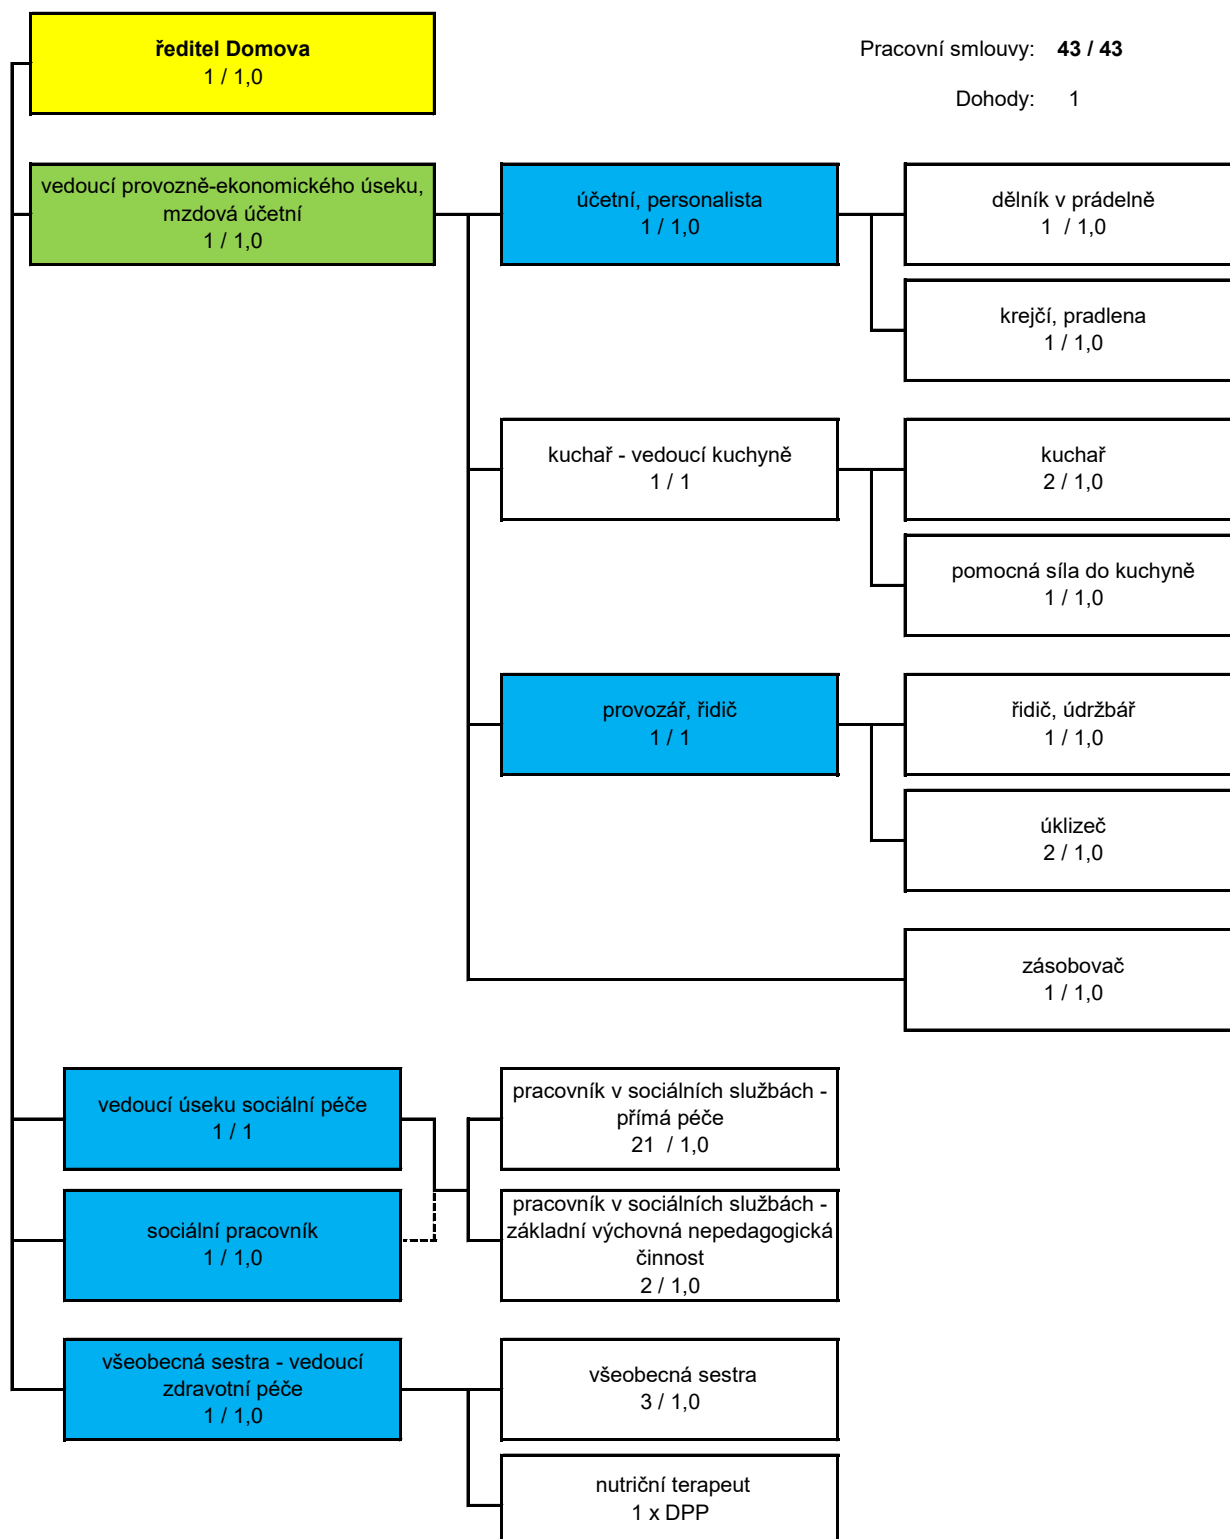 ředitel Domova
1 / 1,0
Pracovní smlouvy: 43 / 43
Dohody: 1
vedoucí provozně-ekonomického úseku,
mzdová účetní
1 / 1,0
účetní, personalista
1 / 1,0
dělník v prádelně
1 / 1,0
krejčí, pradlena
1 / 1,0
kuchař - vedoucí kuchyně
1 / 1
kuchař
2 / 1,0
pomocná síla do kuchyně
1 / 1,0
provozář, řidič
1 / 1
řidič, údržbář
1 / 1,0
úklizeč
2 / 1,0
zásobovač
1 / 1,0
vedoucí úseku sociální péče
1 / 1
pracovník v sociálních službách -
přímá péče
21 / 1,0
sociální pracovník
1 / 1,0
pracovník v sociálních službách -
základní výchovná nepedagogická
činnost
2 / 1,0
všeobecná sestra - vedoucí
zdravotní péče
1 / 1,0
všeobecná sestra
3 / 1,0
nutriční terapeut
1 x DPP